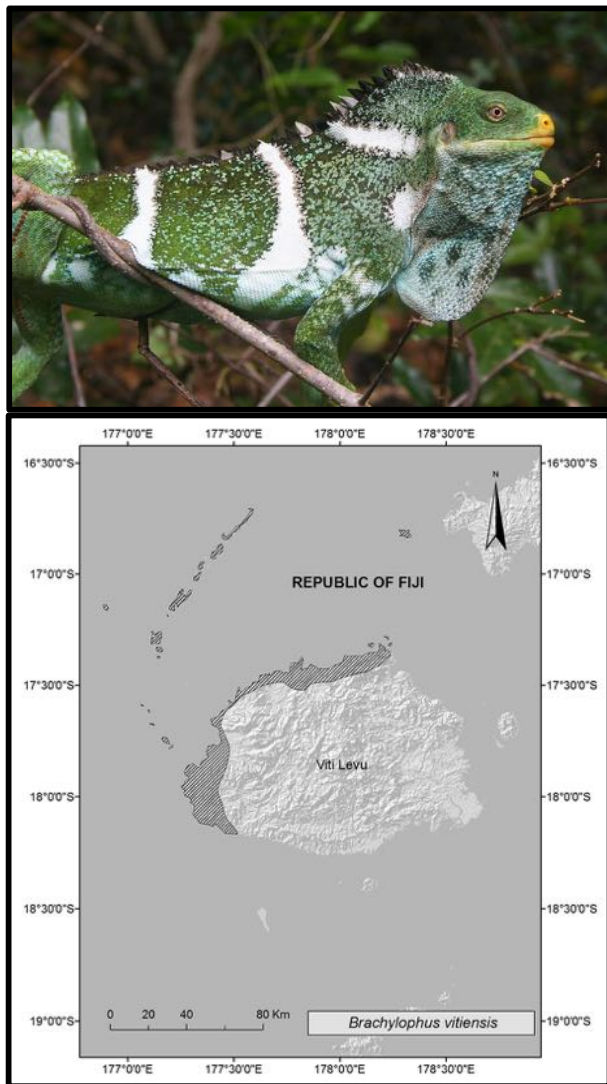 177°0'0"E 177°30'0"E 178°0'0"E 178°30'0"E
16°30'0"S 16°30'0"S
N
17°0'0"S 17°0'0"S
REPUBLIC OF FIJI
17°30'0"S 17°30'0"S
Viti Levu
18°0'0"S 18°0'0"S
18°30'0"S 18°30'0"S
19°0'0"S 19°0'0"S
0 20 40 80 Km
Brachylophus vitiensis
177°0'0"E 177°30'0"E 178°0'0"E 178°30'0"E